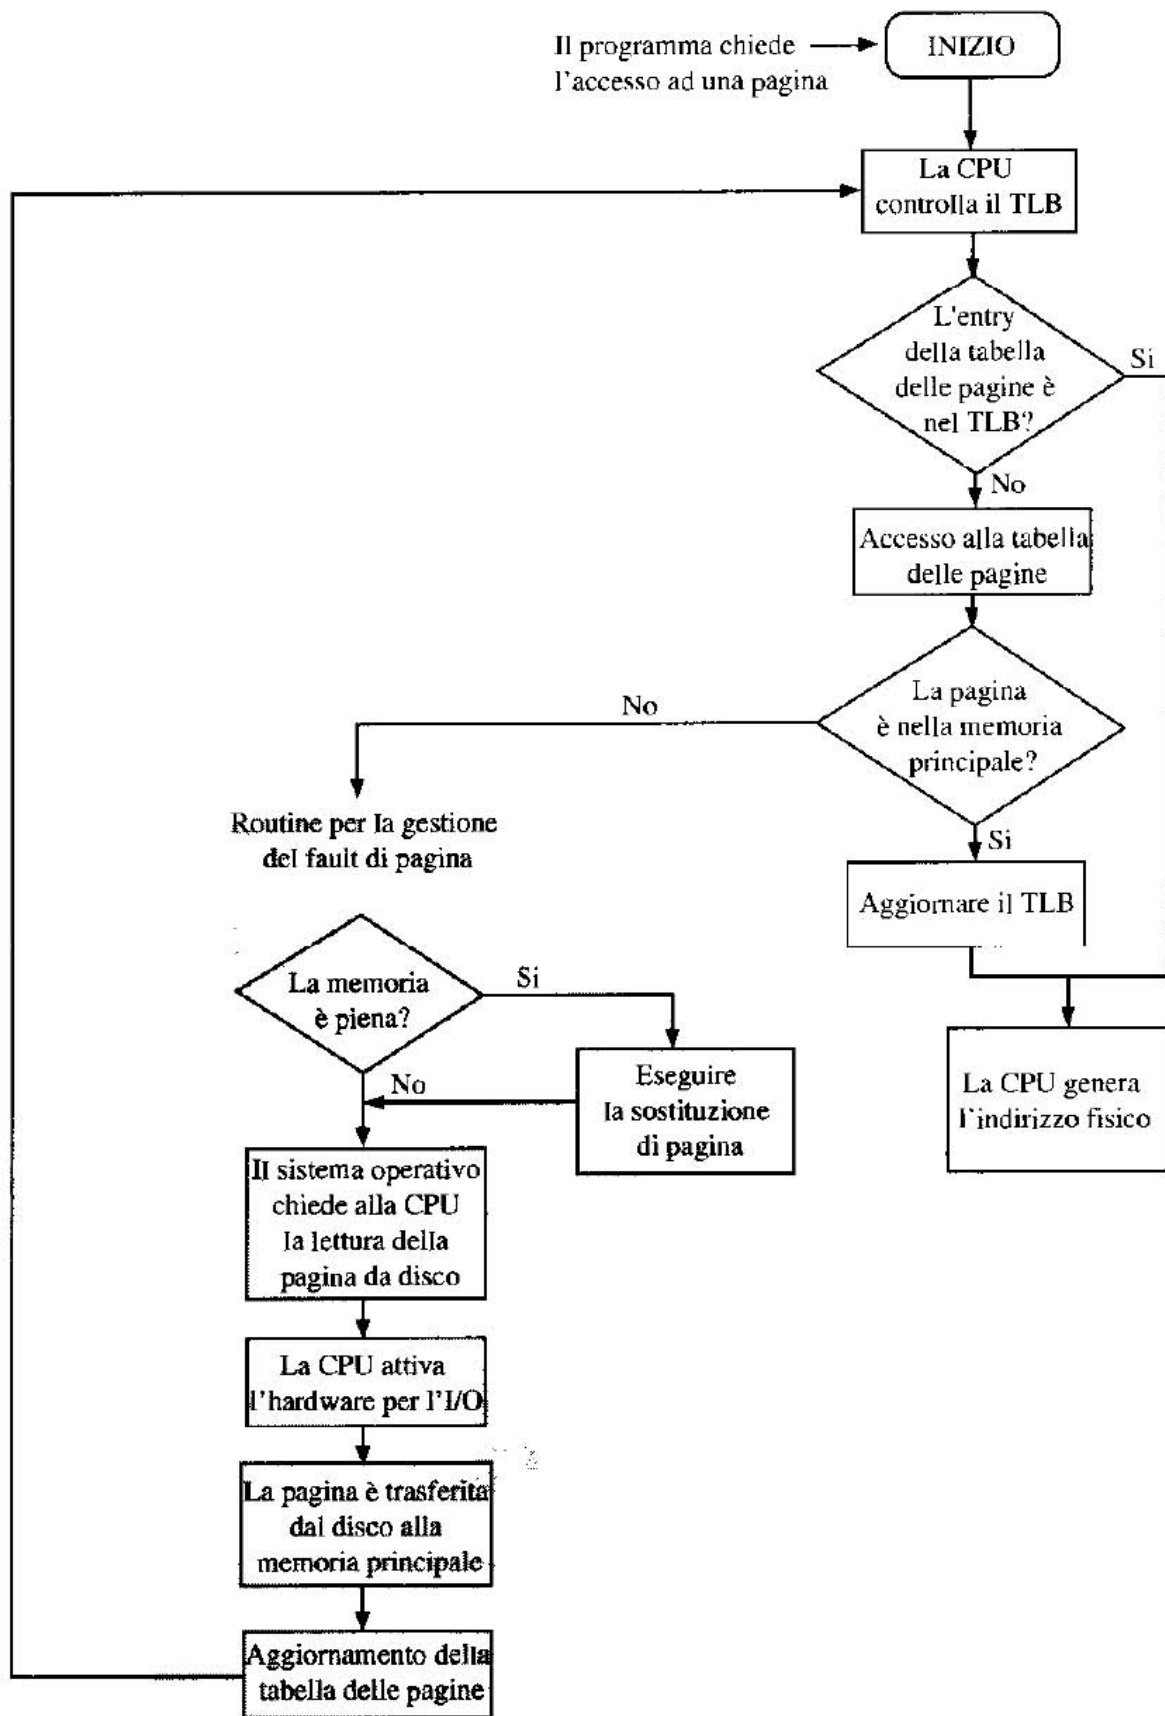 Il programma chiede
l'accesso ad una pagina
INIZIO
La CPU
controlla il TLB
L'entry
della tabella
delle pagine è
nel TLB?
Si
No
Accesso alla tabella
delle pagine
La pagina
è nella memoria
principale?
No
Si
Routine per la gestione
del fault di pagina
Aggiornare il TLB
La memoria
è piena?
Si
No
Eseguire
la sostituzione
di pagina
La CPU genera
l'indirizzo fisico
Il sistema operativo
chiede alla CPU
la lettura della
pagina da disco
La CPU attiva
l'hardware per l'I/O
La pagina è trasferita
dal disco alla
memoria principale
Aggiornamento della
tabella delle pagine